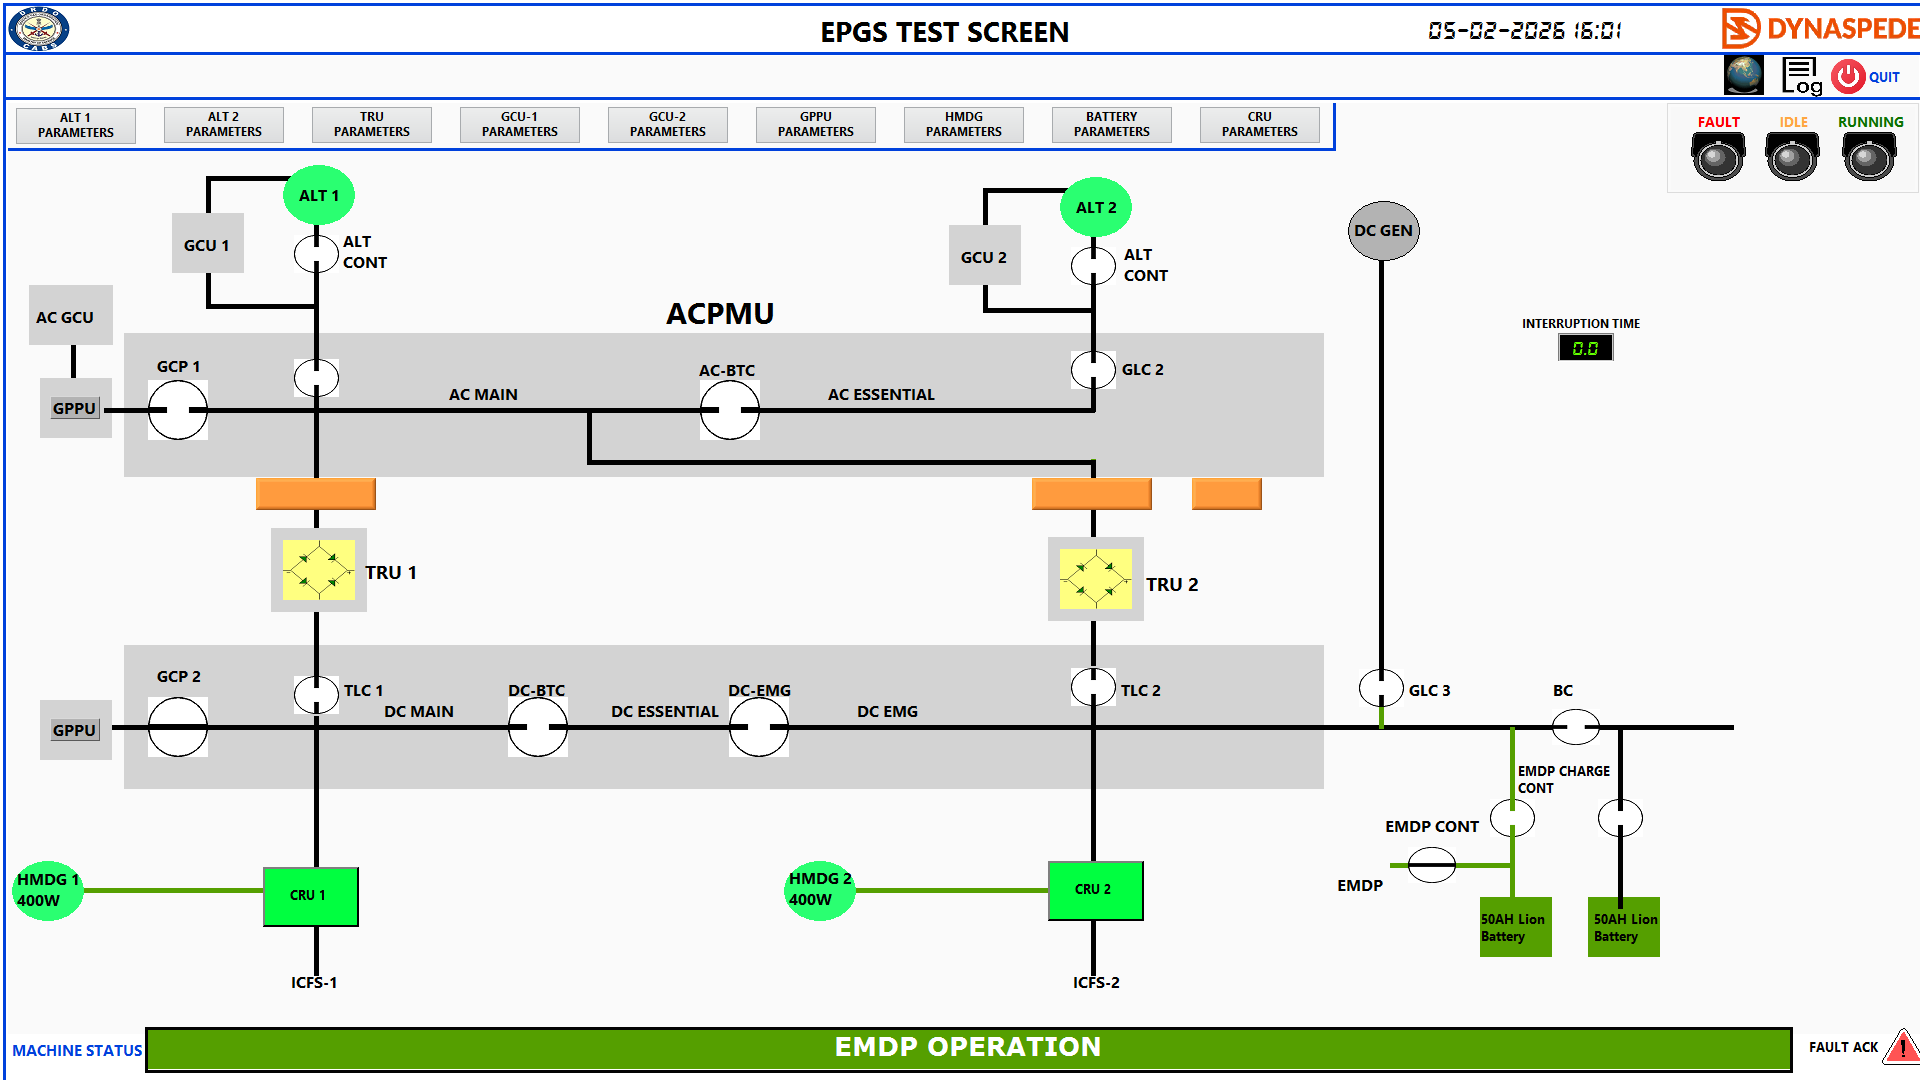 EPGS TEST SCREEN
05-02-2026 16:01
DYNASPEDE
Log
QUIT
ALT 1
PARAMETERS
ALT 2
PARAMETERS
TRU
PARAMETERS
GCU-1
PARAMETERS
GCU-2
PARAMETERS
GPPU
PARAMETERS
HMDG
PARAMETERS
BATTERY
PARAMETERS
CRU
PARAMETERS
FAULT
IDLE
RUNNING
ALT 1
GCU 1
ALT
CONT
ALT 2
GCU 2
ALT
CONT
DC GEN
AC GCU
ACPMU
INTERRUPTION TIME
0.0
GCP 1
AC-BTC
GLC 2
AC MAIN
AC ESSENTIAL
GPPU
TRU 1
TRU 2
GCP 2
TLC 1
DC-BTC
DC-EMG
TLC 2
GLC 3
BC
DC MAIN
DC ESSENTIAL
DC EMG
GPPU
EMDP CHARGE
CONT
EMDP CONT
EMDP
HMDG 1
400W
CRU 1
HMDG 2
400W
CRU 2
50AH Lion
Battery
50AH Lion
Battery
ICFS-1
ICFS-2
MACHINE STATUS
EMDP OPERATION
FAULT ACK